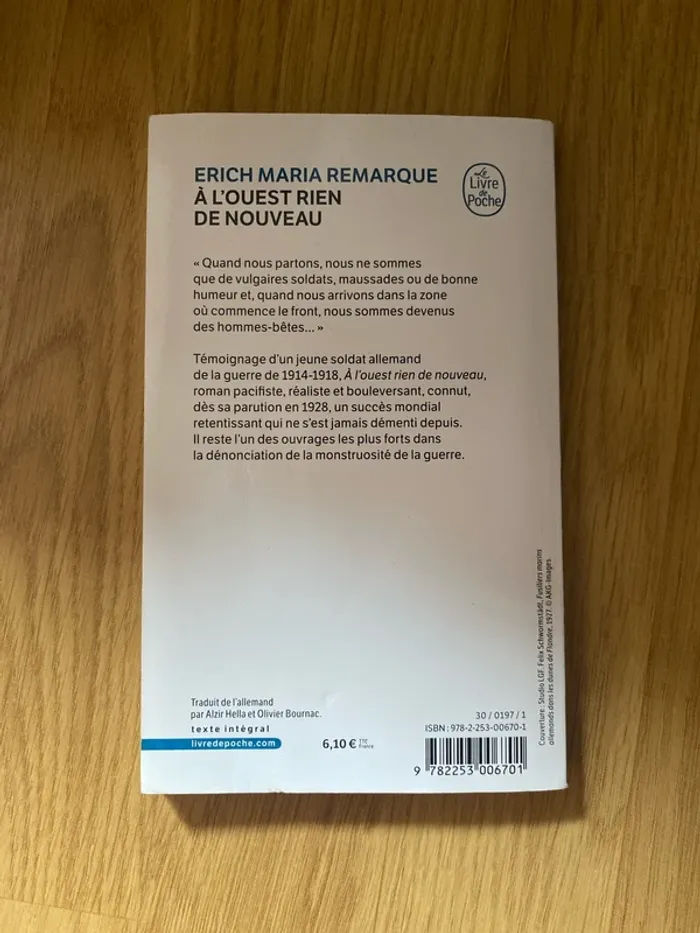 ERICH MARIA REMARQUE
À L'OUEST RIEN
DE NOUVEAU
Le
Livre
de
Poche
« Quand nous partons, nous ne sommes
que de vulgaires soldats, maussades ou de bonne
humeur et, quand nous arrivons dans la zone
où commence le front, nous sommes devenus
des hommes-bêtes... »
Témoignage d'un jeune soldat allemand
de la guerre de 1914-1918, À l'ouest rien de nouveau,
roman pacifiste, réaliste et bouleversant, connut,
dès sa parution en 1928, un succès mondial
retentissant qui ne s'est jamais démenti depuis.
Il reste l'un des ouvrages les plus forts dans
la dénonciation de la monstruosité de la guerre.
Traduit de l'allemand
par Alzir Hella et Olivier Bournac.
texte intégral
livredepoche.com
6,10 € TTC
France
30 / 0197 / 1
ISBN : 978-2-253-00670-1
9 782253 006701
Couverture : Studio LGF. Felix Schwormstädt, Fusiliers marins
allemands dans les dunes de Flandre, 1927. © AKG-Images.